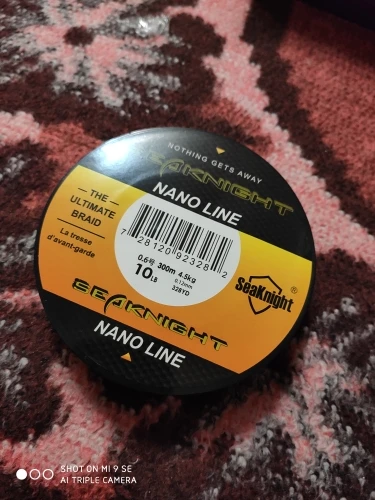 NOTHING GETS AWAY
SEAKNIGHT
NANO LINE
THE
ULTIMATE
BRAID
La tresse
d'avant-garde
7 28120 92328 2
0.6号 300m 4.5kg
10LB 0.12mm
328YD
SeaKnight®
SEAKNIGHT
NANO LINE
SHOT ON MI 9 SE
AI TRIPLE CAMERA